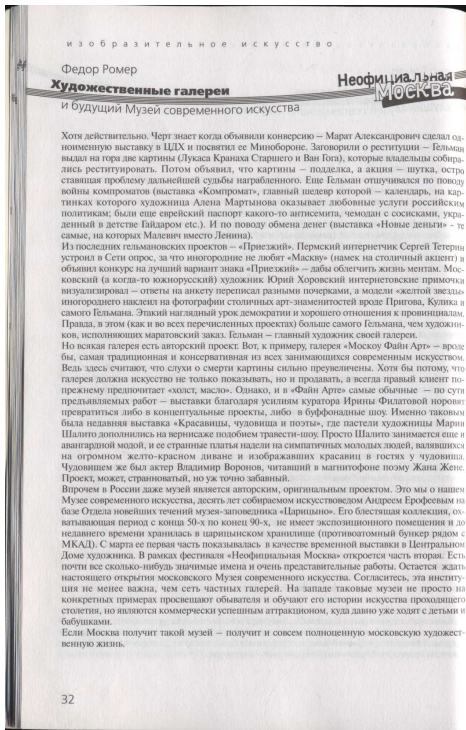 изобразительное искусство
Федор Ромер
Художественные галереи
и будущий Музей современного искусства
Неофициальная
Москва
Хотя действительно. Черт знает когда объявили конверсию – Марат Александрович сделал од-
ноименную выставку в ЦДХ и посвятил ее Минобороне. Заговорили о реституции – Гельман
выдал на гора две картины (Лукаса Кранаха Старшего и Ван Гога), которые владельцы собира-
лись реституировать. Потом объявил, что картины – подделка, а акция – шутка, остро
ставящая проблему дальнейшей судьбы награбленного. Еще Гельман отшучивался по поводу
войны компроматов (выставка «Компромат», главный шедевр которой – календарь, на кар-
тинках которого художница Алена Мартынова оказывает любовные услуги российским
политикам; были еще еврейский паспорт какого-то антисемита, чемодан с сосисками, укра-
денный в детстве Гайдаром etc.). И по поводу обмена денег (выставка «Новые деньги» - те
самые, на которых Малевич вместо Ленина).
Из последних гельмановских проектов – «Приезжий». Пермский интернетчик Сергей Тетерин
устроил в Сети опрос, за что иногородние не любят «Маскву» (намек на столичный акцент) и
объявил конкурс на лучший вариант знака «Приезжий» – дабы облегчить жизнь ментам. Мос-
ковский (а когда-то южнорусский) художник Юрий Хоровский интернетовские примочки
визуализировал – ответы на анкету переписал разными почерками, а модели «желтой звезды»
иногороднего наклеил на фотографии столичных арт-знаменитостей вроде Пригова, Кулика и
самого Гельмана. Этакий наглядный урок демократии и хорошего отношения к провинциалам.
Правда, в этом (как и во всех перечисленных проектах) больше самого Гельмана, чем художни-
ков, исполняющих маратовский заказ. Гельман – главный художник своей галереи.
Но всякая галерея есть авторский проект. Вот, к примеру, галерея «Москоу Файн Арт» – вроде
бы, самая традиционная и консервативная из всех занимающихся современным искусством.
Ведь здесь считают, что слухи о смерти картины сильно преувеличены. Хотя бы потому, что
галерея должна искусство не только показывать, но и продавать, а всегда правый клиент по-
прежнему предпочитает «холст, масло». Однако, и в «Файн Арте» самые обычные – по сути
предъявляемых работ – выставки благодаря усилиям куратора Ирины Филатовой норовят
превратиться либо в концептуальные проекты, либо в буффонадные шоу. Именно таковым
была недавняя выставка «Красавицы, чудовища и поэты», где пастели художницы Марии
Шалито дополнились на вернисаже подобием травести-шоу. Просто Шалито занимается еще и
авангардной модой, и ее странные платья надели на симпатичных молодых людей, валявшихся
на огромном желто-красном диване и изображавших красавиц в гостях у чудовища.
Чудовищем же был актер Владимир Воронов, читавший в магнитофоне поэму Жана Жене.
Проект, может, странноватый, но уж точно забавный.
Впрочем в России даже музей является авторским, оригинальным проектом. Это мы о нашем
Музее современного искусства, десять лет собираемом искусствоведом Андреем Ерофеевым на
базе Отдела новейших течений музея-заповедника «Царицыно». Его блестящая коллекция, ох-
ватывающая период с конца 50-х по конец 90-х, не имеет экспозиционного помещения и до
недавнего времени хранилась в царицынском хранилище (противоатомный бункер рядом с
МКАД). С марта ее первая часть показывалась в качестве временной выставки в Центральном
Доме художника. В рамках фестиваля «Неофициальная Москва» откроется часть вторая. Есть
почти все сколько-нибудь значимые имена и очень представительные работы. Остается ждать
настоящего открытия московского Музея современного искусства. Согласитесь, эта институ-
ция не менее важна, чем сеть частных галерей. На западе таковые музеи не просто на
конкретных примерах просвещают обывателя и обучают его истории искусства проходящего
столетия, но являются коммерчески успешным аттракционом, куда давно уже ходят с детьми и
бабушками.
Если Москва получит такой музей – получит и совсем полноценную московскую художест-
венную жизнь.
32